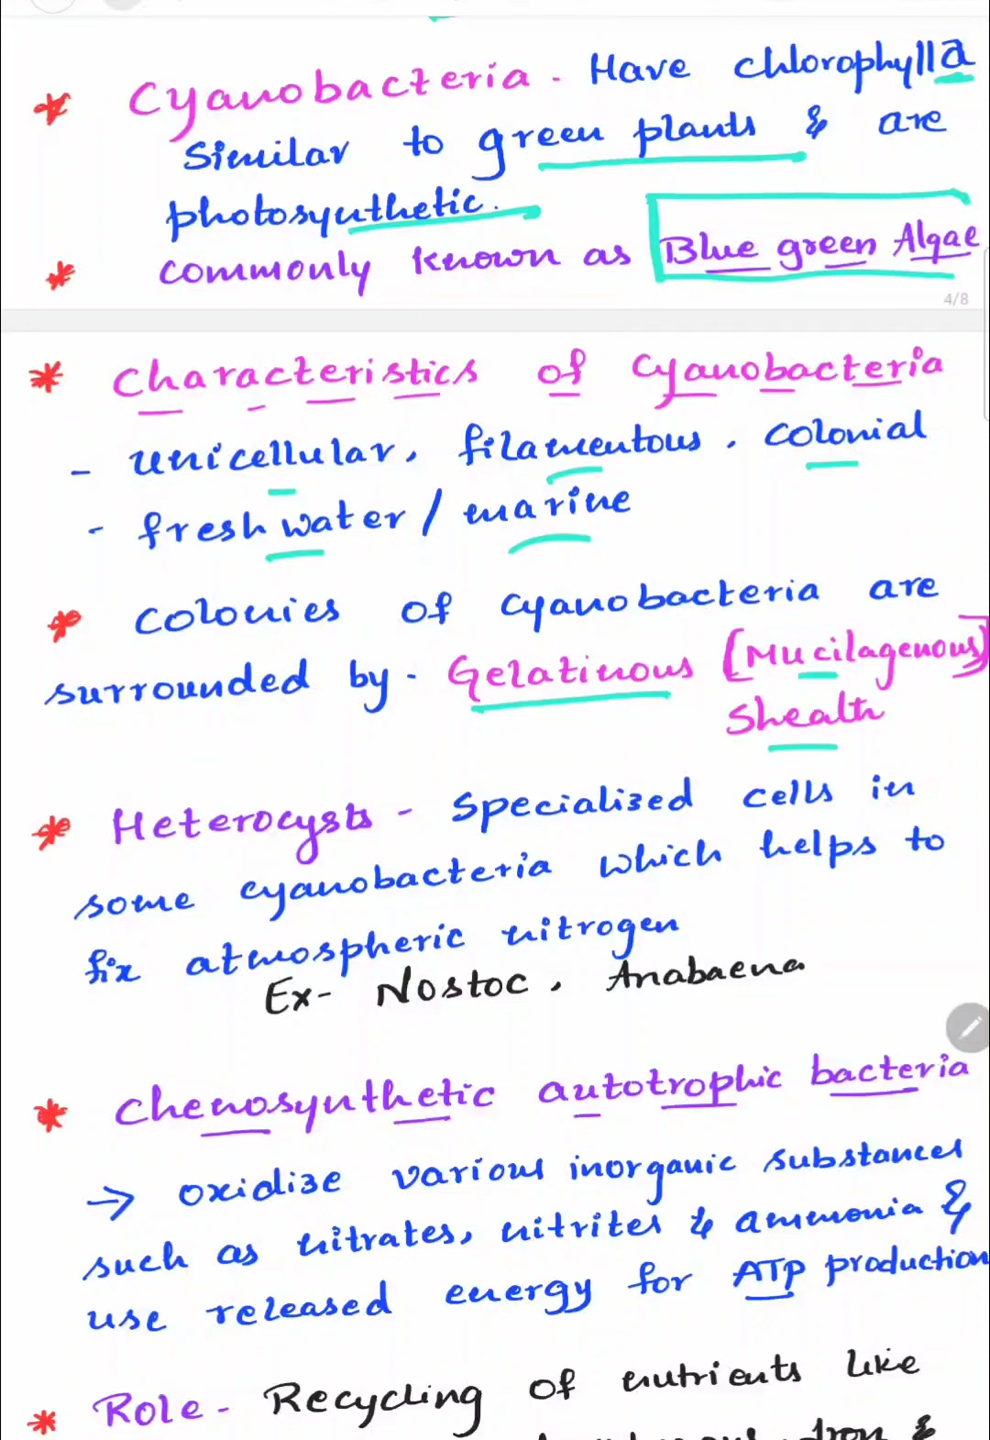 * Cyanobacteria - Have chlorophyll a
similar to green plants & are
photosynthetic.
* commonly known as Blue green Algae
4/8
* Characteristics of Cyanobacteria
- unicellular, filamentous, colonial
- fresh water / marine
* colonies of cyanobacteria are
surrounded by - Gelatinous [Mucilagenous]
Shealth
* Heterocysts - specialized cells in
some cyanobacteria which helps to
fix atmospheric nitrogen
Ex- Nostoc, Anabaena
* Chemosynthetic autotrophic bacteria
→ oxidise various inorganic substances
such as nitrates, nitrites & ammonia &
use released energy for ATP production
* Role - Recycling of nutrients like
iron &